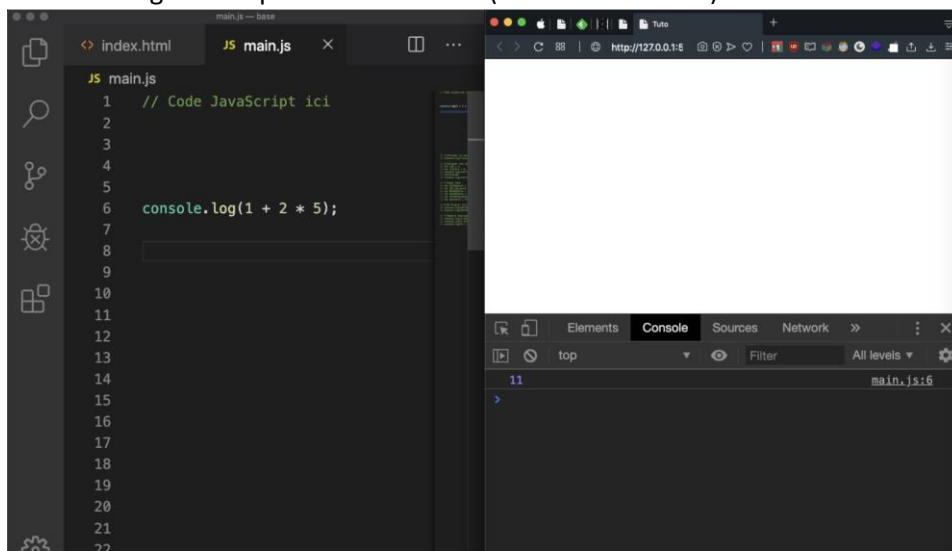 main.js — base
index.html
JS main.js
JS main.js
1 // Code JavaScript ici
2
3
4
5
6 console.log(1 + 2 * 5);
7
8
9
10
11
12
13
14
15
16
17
18
19
20
21
22
Tuto
http://127.0.0.1:5
Elements Console Sources Network
top Filter All levels
11 main.js:6